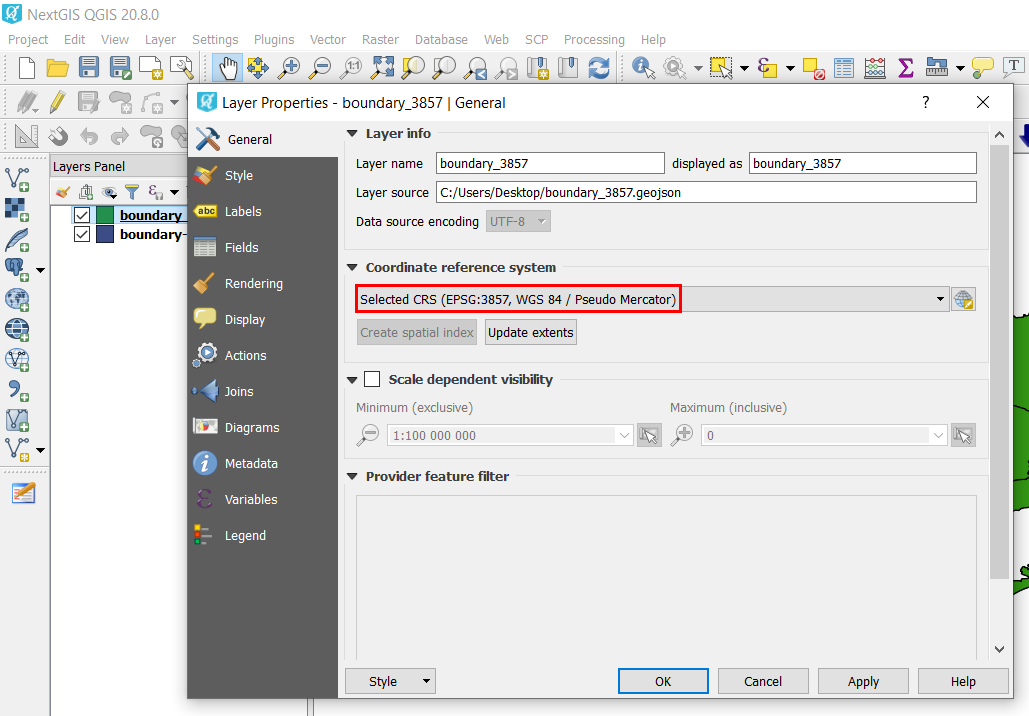 NextGIS QGIS 20.8.0
Project Edit View Layer Settings Plugins Vector Raster Database Web SCP Processing Help
1:1
T
Layer Properties - boundary_3857 | General
?
Layers Panel
boundary
boundary-
General
Style
abc Labels
Fields
Rendering
Display
Actions
Joins
Diagrams
Metadata
Variables
Legend
Layer info
Layer name boundary_3857 displayed as boundary_3857
Layer source C:/Users/Desktop/boundary_3857.geojson
Data source encoding UTF-8
Coordinate reference system
Selected CRS (EPSG:3857, WGS 84 / Pseudo Mercator)
Create spatial index Update extents
Scale dependent visibility
Minimum (exclusive) Maximum (inclusive)
1:100 000 000 0
Provider feature filter
Style OK Cancel Apply Help